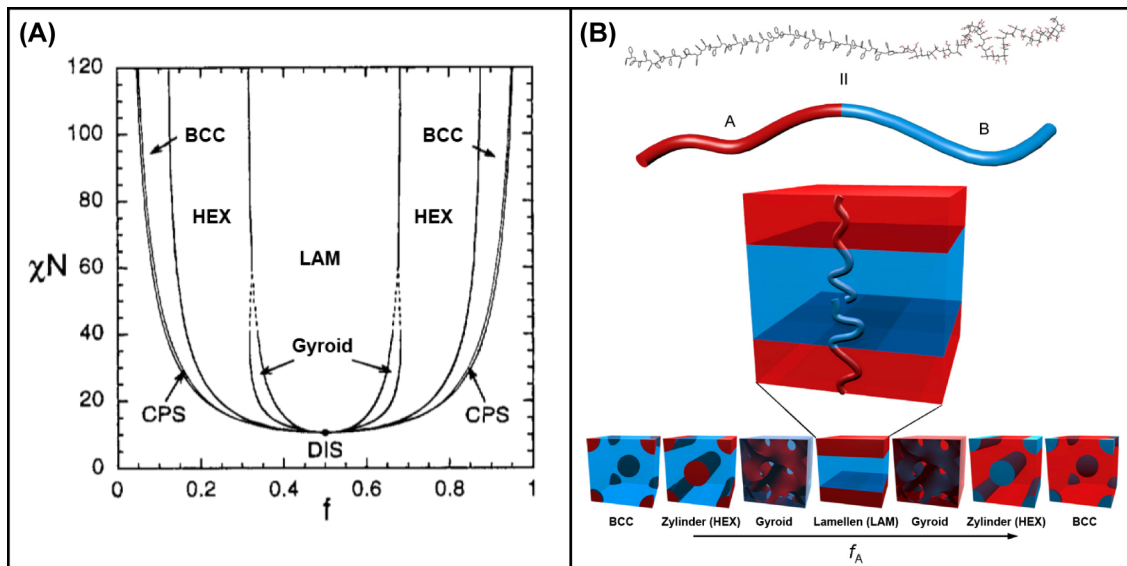 (A)
120
100
80
χN
60
40
20
0
BCC
BCC
HEX
HEX
LAM
Gyroid
CPS
CPS
DIS
0 0.2 0.4 0.6 0.8 1
f
(B)
II
A
B
BCC Zylinder (HEX) Gyroid Lamellen (LAM) Gyroid Zylinder (HEX) BCC
fA